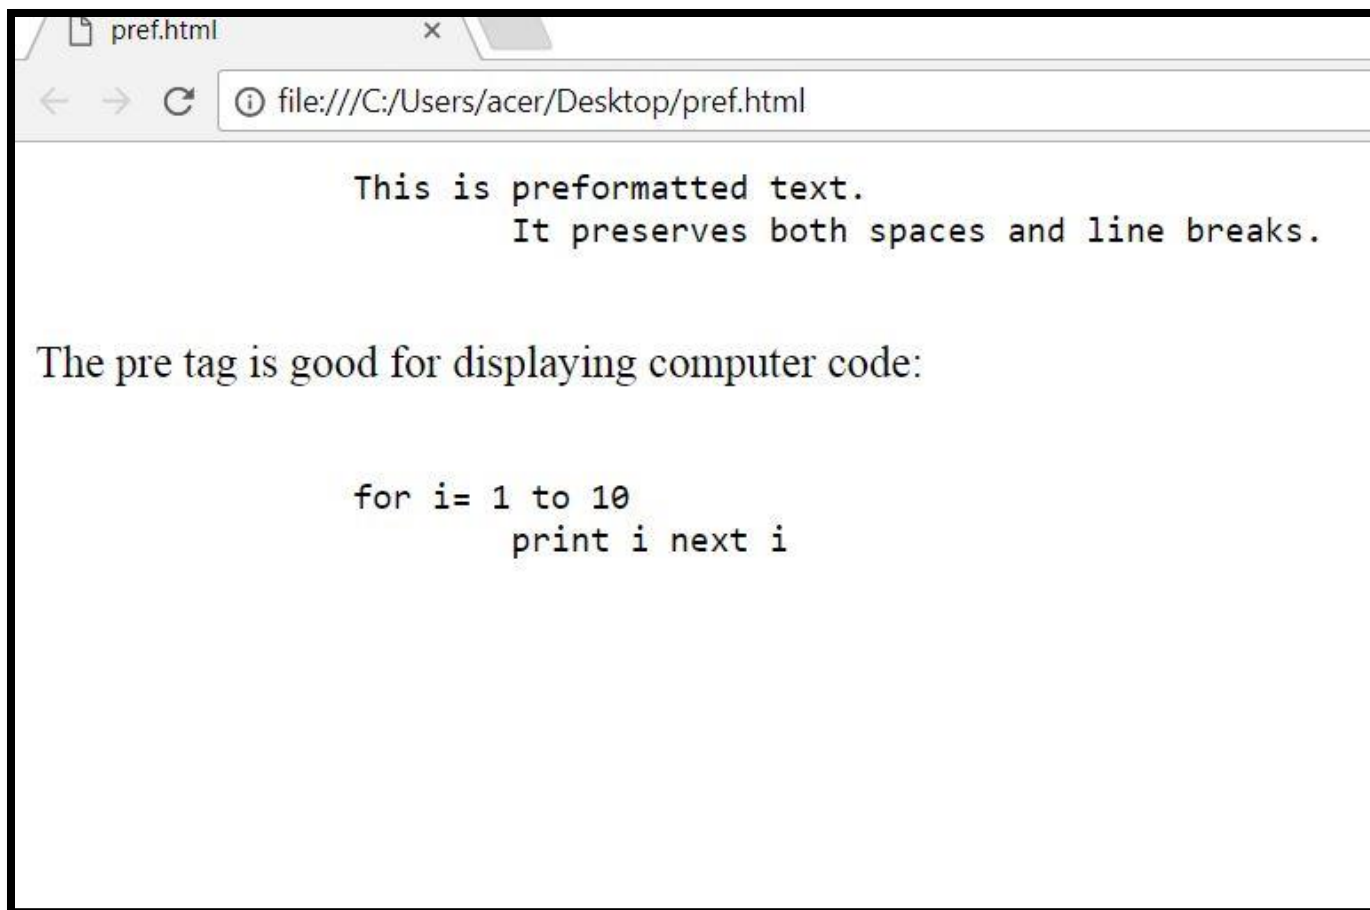 pref.html
file:///C:/Users/acer/Desktop/pref.html
This is preformatted text.
It preserves both spaces and line breaks.
The pre tag is good for displaying computer code:
for i= 1 to 10
print i next i